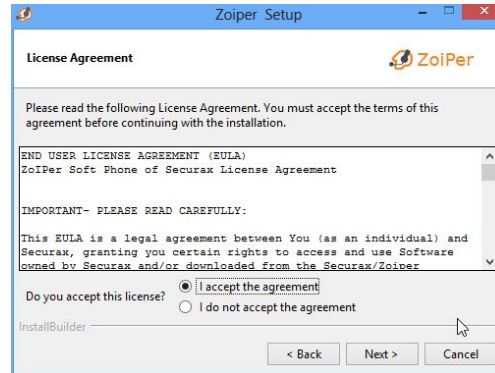 Zoiper Setup
License Agreement
ZoiPer
Please read the following License Agreement. You must accept the terms of this
agreement before continuing with the installation.
END USER LICENSE AGREEMENT (EULA)
ZoIPer Soft Phone of Securax License Agreement
IMPORTANT- PLEASE READ CAREFULLY:
This EULA is a legal agreement between You (as an individual) and
Securax, granting you certain rights to access and use Software
owned by Securax and/or downloaded from the Securax/Zoiper
Do you accept this license?
I accept the agreement
I do not accept the agreement
InstallBuilder
< Back
Next >
Cancel